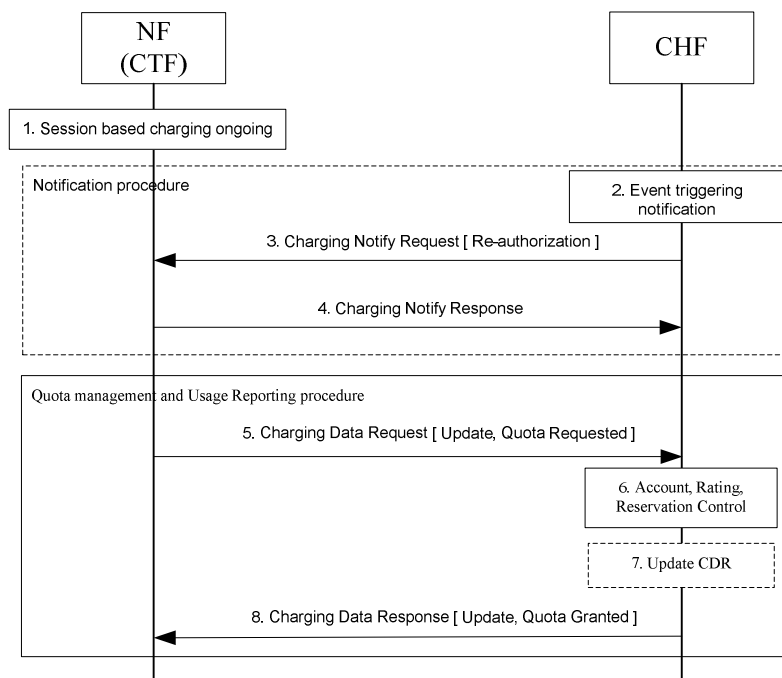 NF
(CTF)
CHF
1. Session based charging ongoing
Notification procedure
2. Event triggering
notification
3. Charging Notify Request [ Re-authorization ]
4. Charging Notify Response
Quota management and Usage Reporting procedure
5. Charging Data Request [ Update, Quota Requested ]
6. Account, Rating,
Reservation Control
7. Update CDR
8. Charging Data Response [ Update, Quota Granted ]